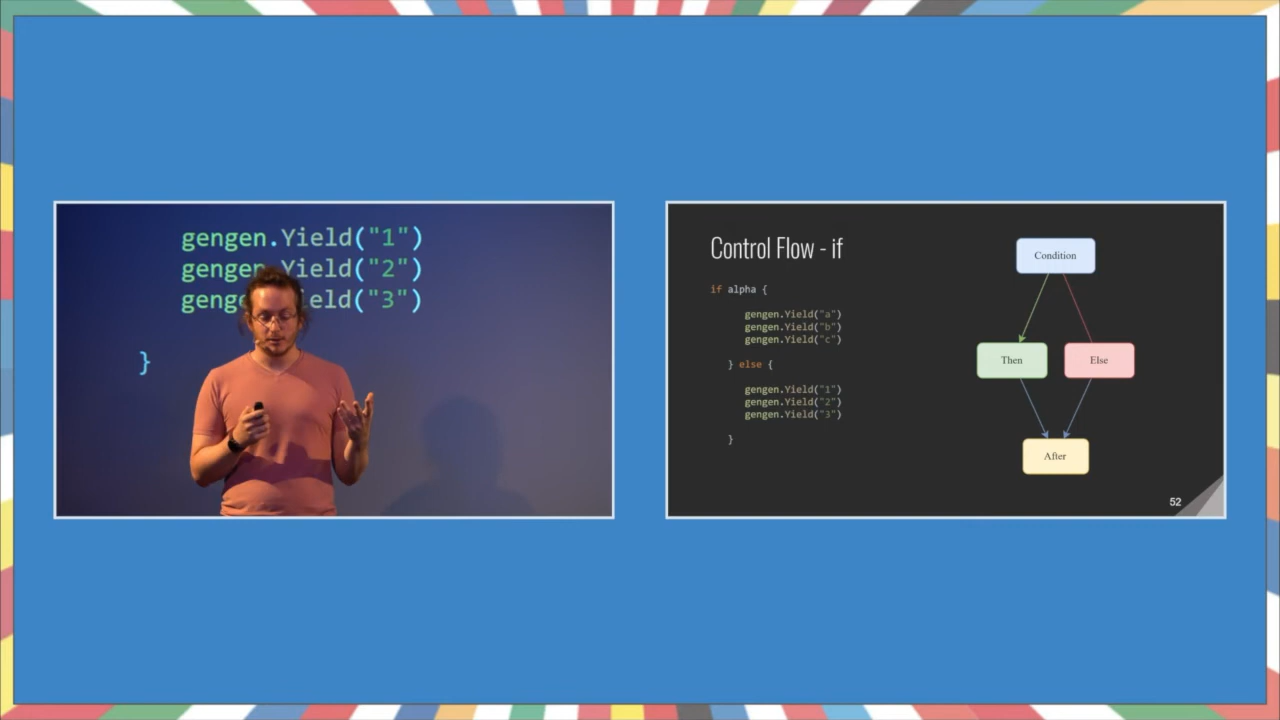 gengen.Yield("1")
gengen.Yield("2")
}
Control Flow - if
if alpha {
gengen.Yield("a")
gengen.Yield("b")
gengen.Yield("c")
} else {
gengen.Yield("1")
gengen.Yield("2")
gengen.Yield("3")
}
Condition
Then
Else
After
52